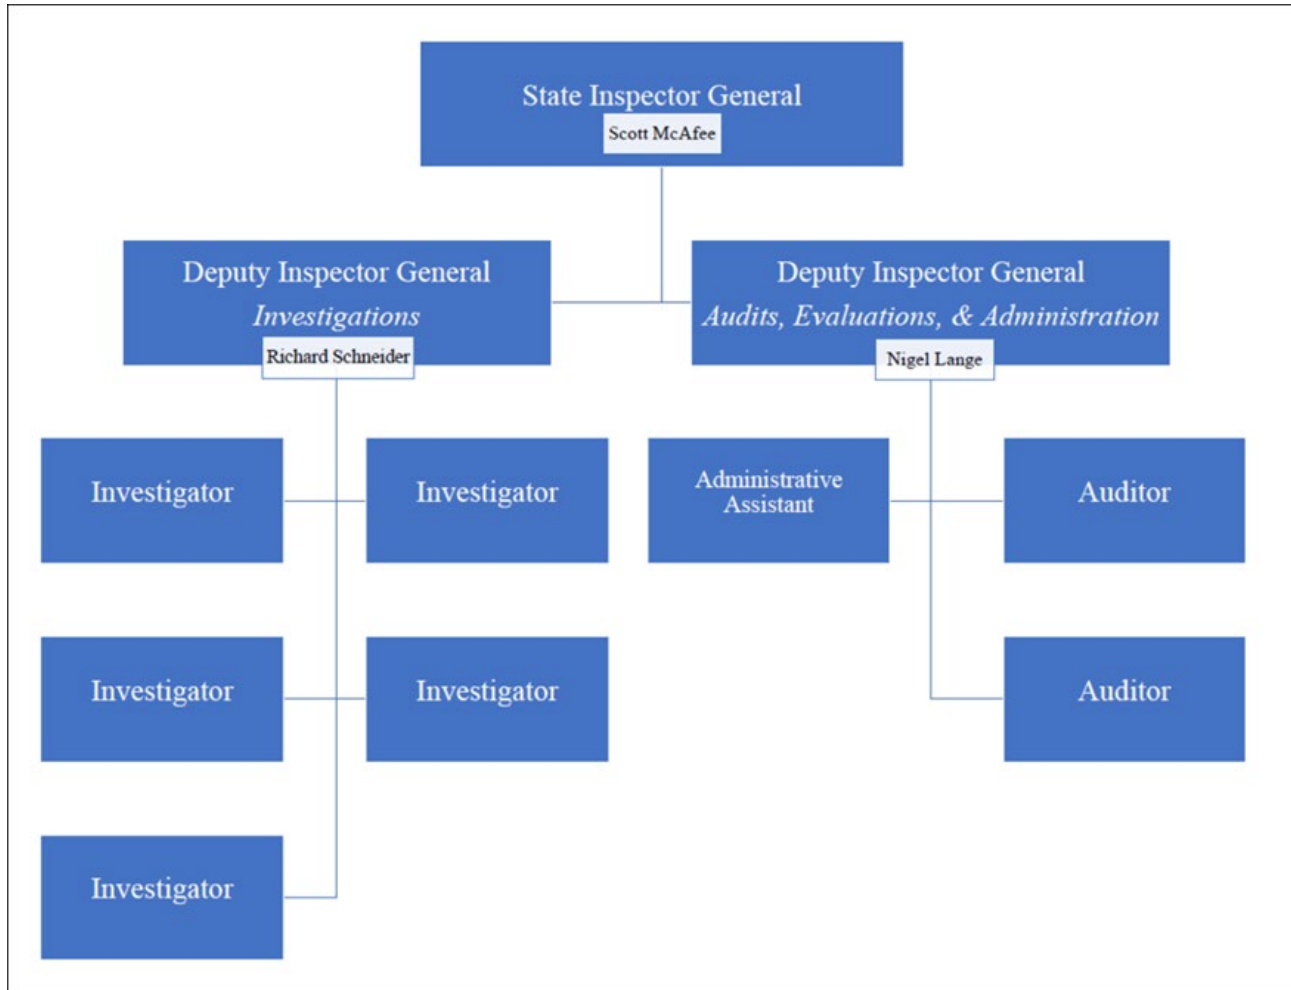 State Inspector General
Scott McAfee
Deputy Inspector General
Investigations
Richard Schneider
Deputy Inspector General
Audits, Evaluations, & Administration
Nigel Lange
Investigator
Investigator
Administrative
Assistant
Auditor
Investigator
Investigator
Auditor
Investigator